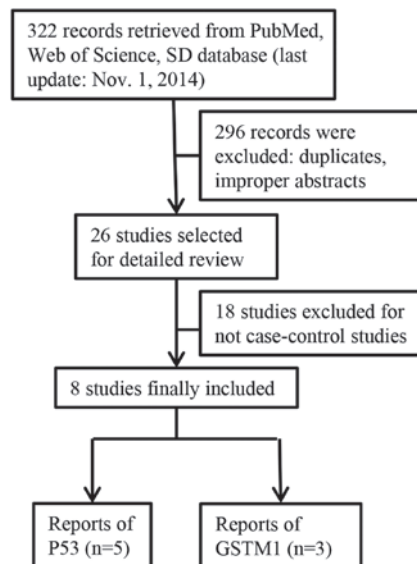 322 records retrieved from PubMed,
Web of Science, SD database (last
update: Nov. 1, 2014)
296 records were
excluded: duplicates,
improper abstracts
26 studies selected
for detailed review
18 studies excluded for
not case-control studies
8 studies finally included
Reports of
P53 (n=5)
Reports of
GSTM1 (n=3)